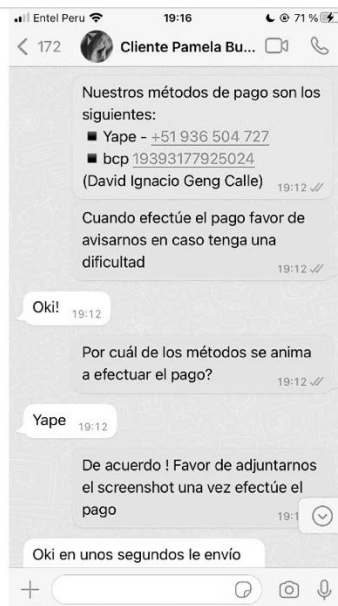 Entel Peru
19:16
71 %
172
Cliente Pamela Bu...
Nuestros métodos de pago son los
siguientes:
■ Yape - +51 936 504 727
■ bcp 19393177925024
(David Ignacio Geng Calle) 19:12
Cuando efectúe el pago favor de
avisarnos en caso tenga una
dificultad
19:12
Oki! 19:12
Por cuál de los métodos se anima
a efectuar el pago? 19:12
Yape 19:12
De acuerdo ! Favor de adjuntarnos
el screenshot una vez efectúe el
pago
19:1
Oki en unos segundos le envío